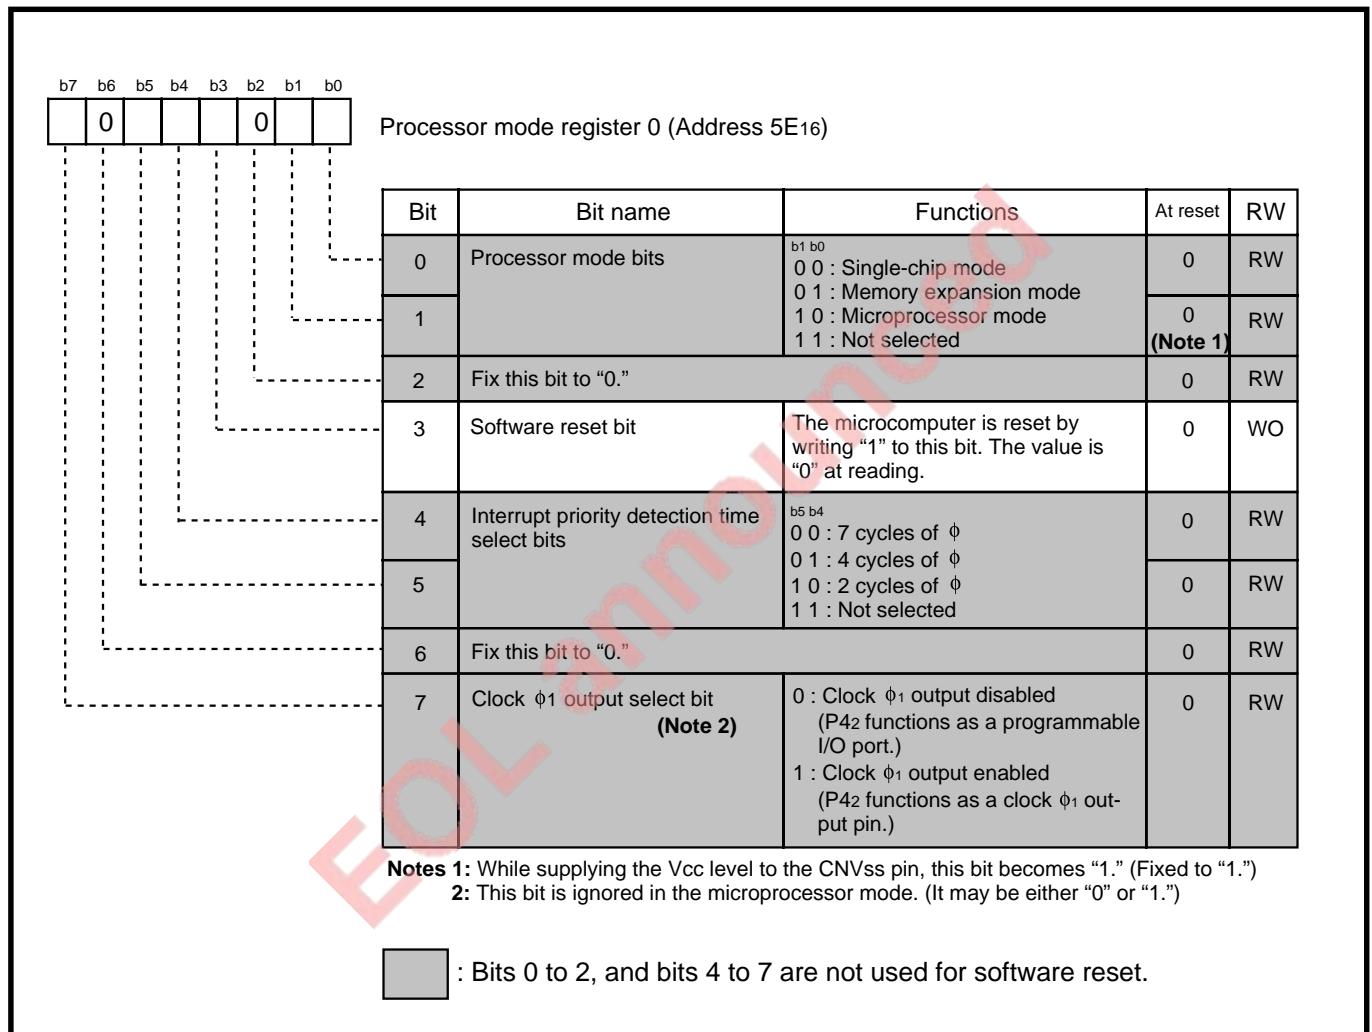 b7 b6 b5 b4 b3 b2 b1 b0
0 0
Processor mode register 0 (Address 5E16)
Bit Bit name Functions At reset RW
0 Processor mode bits b1 b0 0 RW
0 0 : Single-chip mode
0 1 : Memory expansion mode
1 1 0 : Microprocessor mode 0 RW
1 1 : Not selected (Note 1)
2 Fix this bit to “0.” 0 RW
3 Software reset bit The microcomputer is reset by 0 WO
writing “1” to this bit. The value is
“0” at reading.
4 Interrupt priority detection time b5 b4 0 RW
select bits 0 0 : 7 cycles of ϕ
0 1 : 4 cycles of ϕ
5 1 0 : 2 cycles of ϕ 0 RW
1 1 : Not selected
6 Fix this bit to “0.” 0 RW
7 Clock ϕ1 output select bit 0 : Clock ϕ1 output disabled 0 RW
(Note 2) (P42 functions as a programmable
I/O port.)
1 : Clock ϕ1 output enabled
(P42 functions as a clock ϕ1 out-
put pin.)
Notes 1: While supplying the Vcc level to the CNVss pin, this bit becomes “1.” (Fixed to “1.”)
2: This bit is ignored in the microprocessor mode. (It may be either “0” or “1.”)
: Bits 0 to 2, and bits 4 to 7 are not used for software reset.
EOL announced